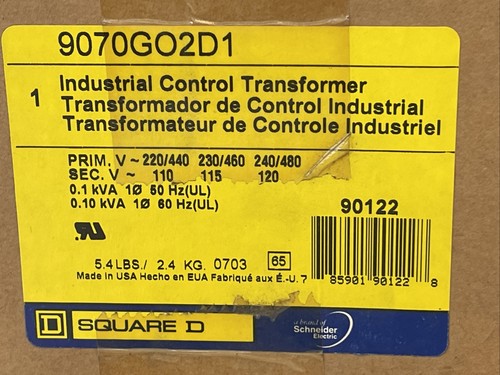 9070GO2D1
1
Industrial Control Transformer
Transformador de Control Industrial
Transformateur de Controle Industriel
PRIM. V ~ 220/440 230/460 240/480
SEC. V ~ 110 115 120
0.1 kVA 1Ø 50 Hz(UL)
0.10 kVA 1Ø 60 Hz(UL)
90122
5.4 LBS./ 2.4 KG. 0703 65
Made in USA Hecho en EUA Fabriqué aux É.-U. 7
85901 90122 8
D SQUARE D
a brand of
Schneider
Electric